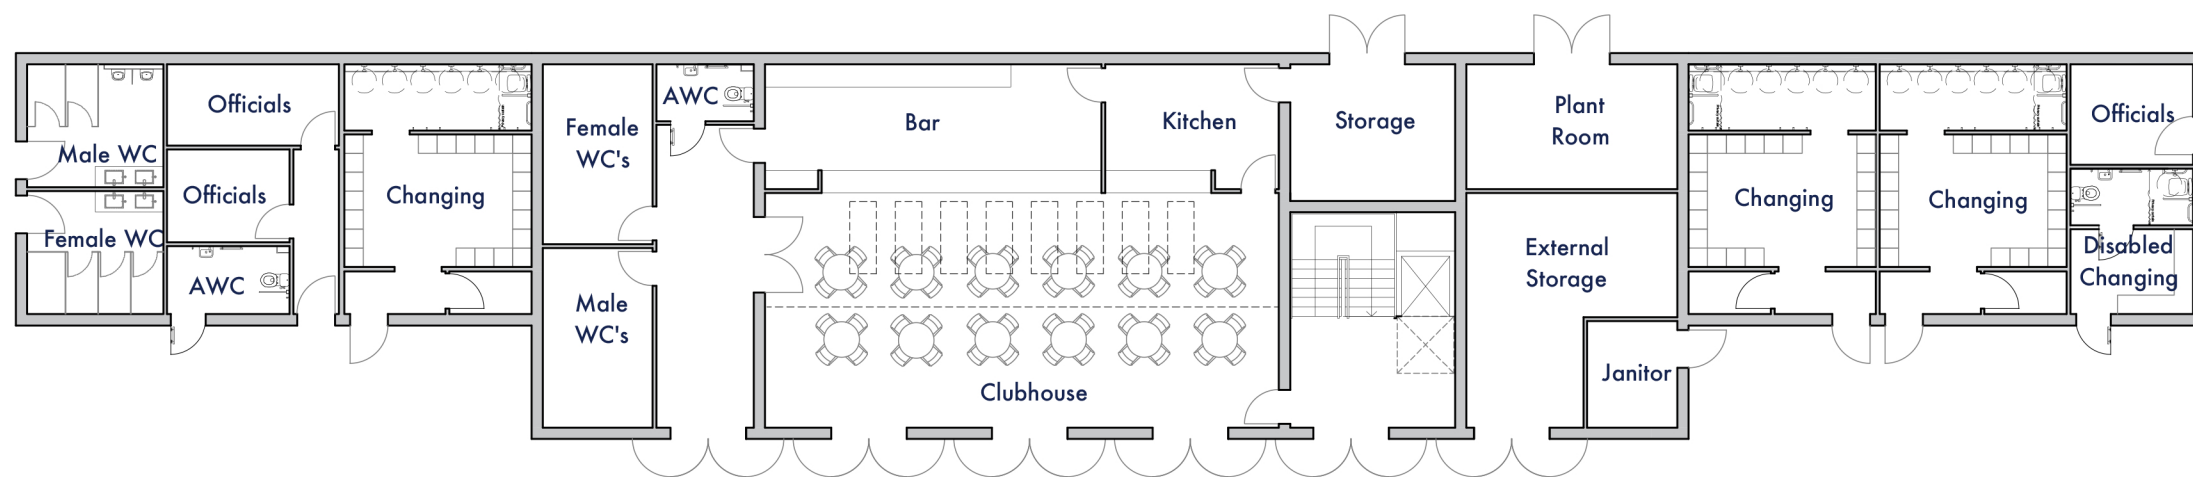 Male WC
Female WC
Officials
Officials
AWC
Changing
Female
WC's
Male
WC's
AWC
Bar
Kitchen
Clubhouse
Storage
Plant
Room
External
Storage
Janitor
Changing
Changing
Officials
Disabled
Changing